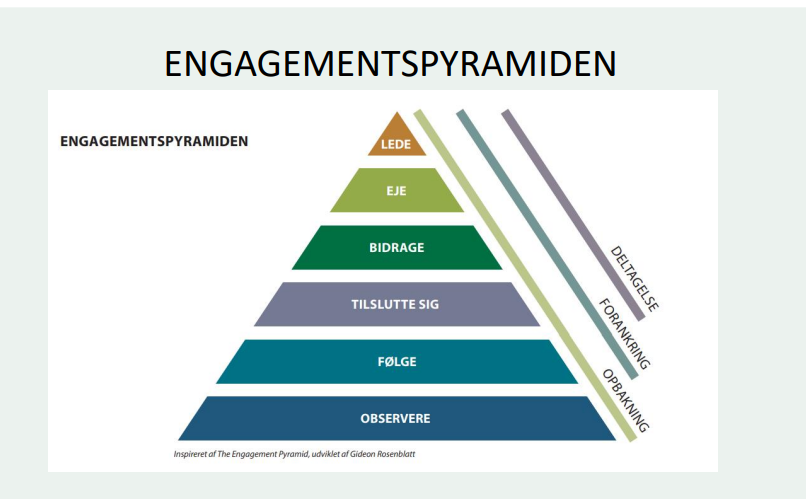 ENGAGEMENTSPYRAMIDEN
ENGAGEMENTSPYRAMIDEN
LEDE
EJE
BIDRAGE
TILSLUTTE SIG
FØLGE
OBSERVERE
DELTAGELSE
FORANKRING
OPBAKNING
Inspireret af The Engagement Pyramid, udviklet af Gideon Rosenblatt